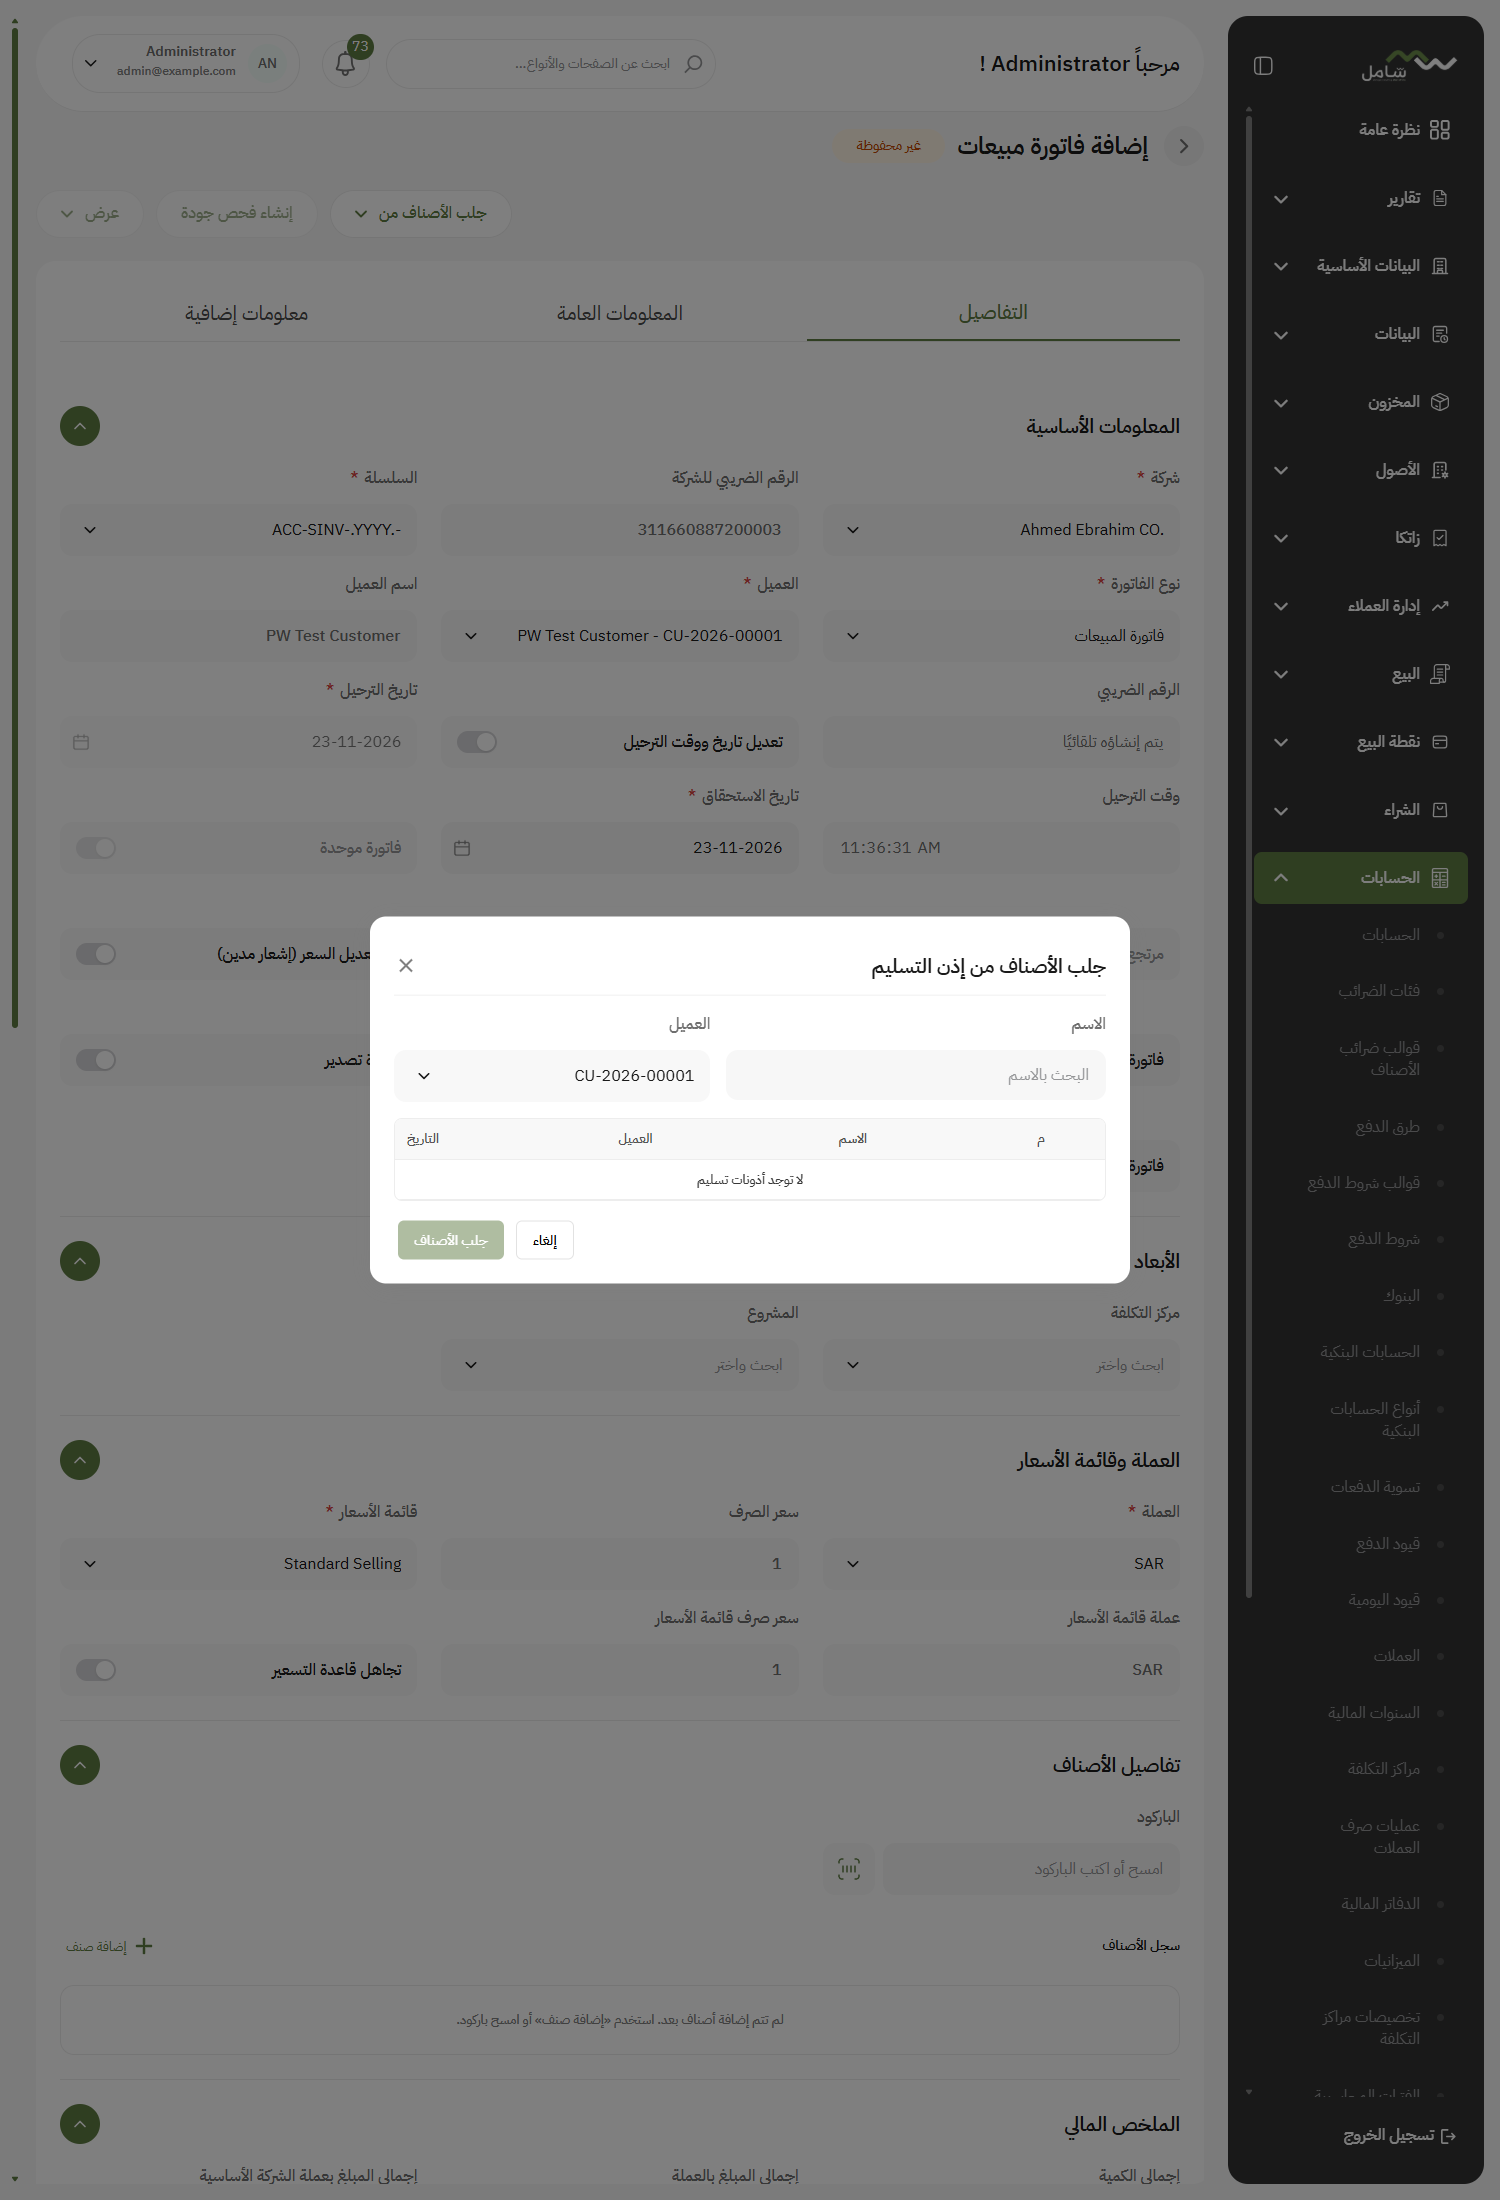 شامل
نظرة عامة
تقارير
البيانات الأساسية
البيانات
المخزون
الأصول
زاتكا
إدارة العملاء
البيع
نقطة البيع
الشراء
الحسابات
الحسابات
فئات الضرائب
قوالب ضرائب
الأصناف
طرق الدفع
قوالب شروط الدفع
شروط الدفع
البنوك
الحسابات البنكية
أنواع الحسابات
البنكية
تسوية الدفعات
قيود الدفع
قيود اليومية
العملات
السنوات المالية
مراكز التكلفة
عمليات صرف
العملات
الدفاتر المالية
الميزانيات
تخصيصات مراكز
التكلفة
تسجيل الخروج
مرحباً Administrator !
ابحث عن الصفحات والأنواع...
73
AN
Administrator
admin@example.com
إضافة فاتورة مبيعات
غير محفوظة
جلب الأصناف من
إنشاء فحص جودة
عرض
التفاصيل
المعلومات العامة
معلومات إضافية
المعلومات الأساسية
شركة *
الرقم الضريبي للشركة
السلسلة *
Ahmed Ebrahim CO.
311660887200003
ACC-SINV-.YYYY.-
نوع الفاتورة *
العميل *
اسم العميل
فاتورة المبيعات
PW Test Customer - CU-2026-00001
PW Test Customer
الرقم الضريبي
تاريخ الترحيل *
يتم إنشاؤه تلقائيًا
تعديل تاريخ ووقت الترحيل
23-11-2026
وقت الترحيل
تاريخ الاستحقاق *
11:36:31 AM
23-11-2026
فاتورة موحدة
مرتجع
تعديل السعر (إشعار مدين)
فاتورة
تصدير
فاتورة
جلب الأصناف من إذن التسليم
الاسم
العميل
البحث بالاسم
CU-2026-00001
م
الاسم
العميل
التاريخ
لا توجد أذونات تسليم
إلغاء
جلب الأصناف
الأبعاد
مركز التكلفة
المشروع
ابحث واختر
ابحث واختر
العملة وقائمة الأسعار
العملة *
سعر الصرف
قائمة الأسعار *
SAR
1
Standard Selling
عملة قائمة الأسعار
سعر صرف قائمة الأسعار
SAR
1
تجاهل قاعدة التسعير
تفاصيل الأصناف
الباركود
امسح أو اكتب الباركود
سجل الأصناف
إضافة صنف
لم تتم إضافة أصناف بعد. استخدم «إضافة صنف» أو امسح باركود.
الملخص المالي
إجمالي الكمية
إجمالي المبلغ بالعملة
إجمالي المبلغ بعملة الشركة الأساسية